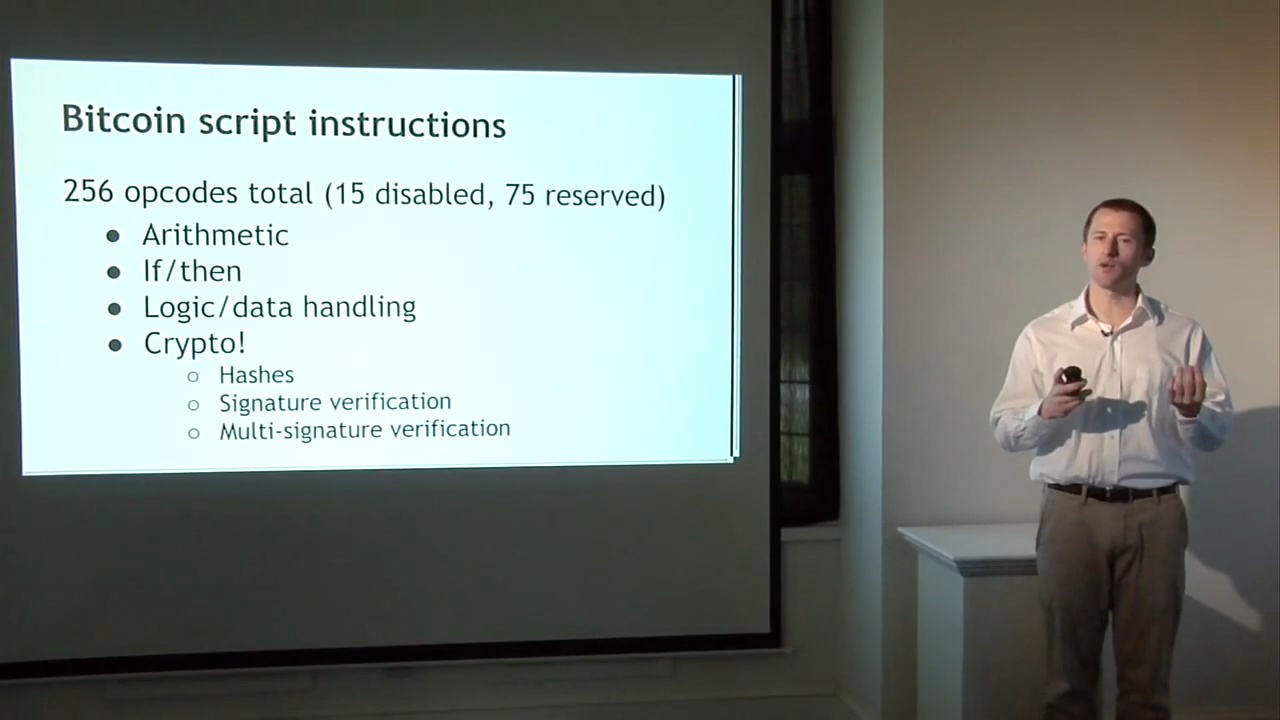 Bitcoin script instructions
256 opcodes total (15 disabled, 75 reserved)
● Arithmetic
● If/then
● Logic/data handling
● Crypto!
○ Hashes
○ Signature verification
○ Multi-signature verification